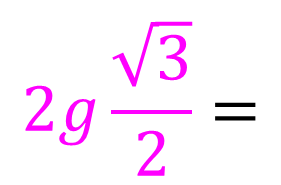 2g √3/2 =